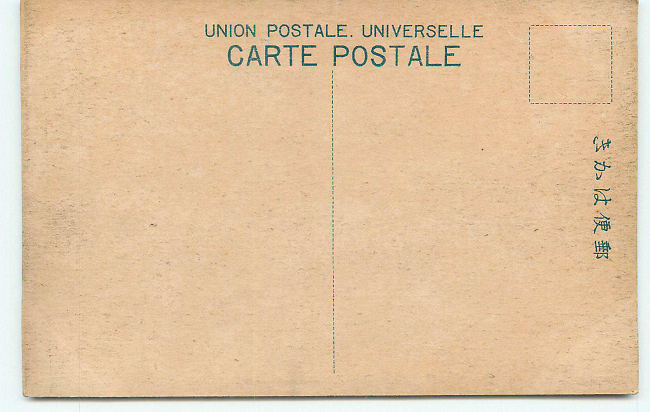 UNION POSTALE. UNIVERSELLE
CARTE POSTALE
郵便はかき